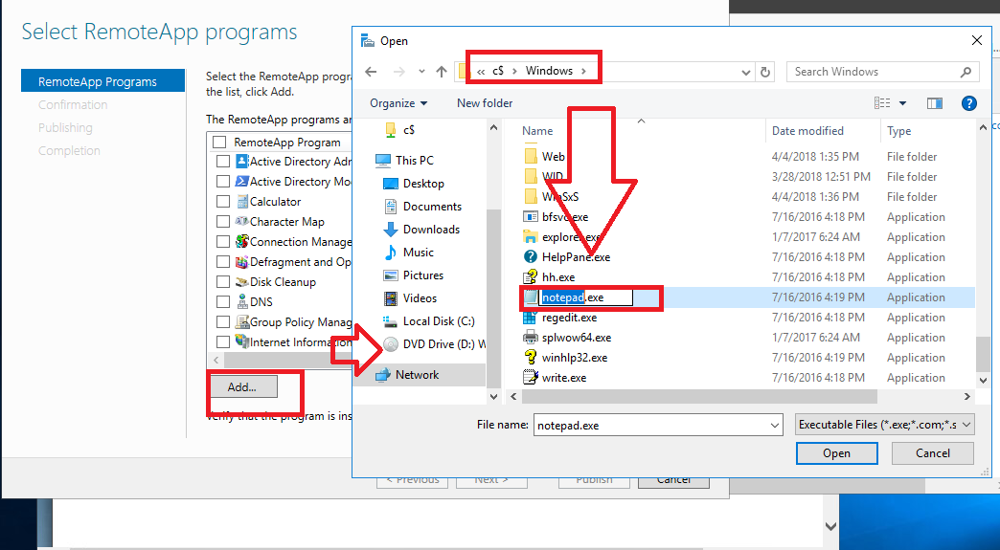 Select RemoteApp programs
RemoteApp Programs
Confirmation
Publishing
Completion
Select the RemoteApp progra
the list, click Add.
The RemoteApp programs ar
RemoteApp Program
Active Directory Adr
Active Directory Mo
Calculator
Character Map
Connection Manage
Defragment and Op
Disk Cleanup
DNS
Group Policy Manag
Internet Information
Add...
Verify that the program is ins
< Previous
Next >
Publish
Cancel
Open
« c$ > Windows >
Search Windows
Organize
New folder
c$
This PC
Desktop
Documents
Downloads
Music
Pictures
Videos
Local Disk (C:)
DVD Drive (D:) W
Network
Name Date modified Type
Web 4/4/2018 1:35 PM File folder
WID 3/28/2018 12:51 PM File folder
WinSxS 4/4/2018 1:36 PM File folder
bfsvc.exe 7/16/2016 4:18 PM Application
explorer.exe 1/7/2017 6:24 AM Application
HelpPane.exe 7/16/2016 4:18 PM Application
hh.exe 7/16/2016 4:18 PM Application
notepad.exe 7/16/2016 4:19 PM Application
regedit.exe 7/16/2016 4:18 PM Application
splwow64.exe 1/7/2017 6:24 AM Application
winhlp32.exe 7/16/2016 4:19 PM Application
write.exe 7/16/2016 4:18 PM Application
File name: notepad.exe Executable Files (*.exe;*.com;*.s
Open
Cancel